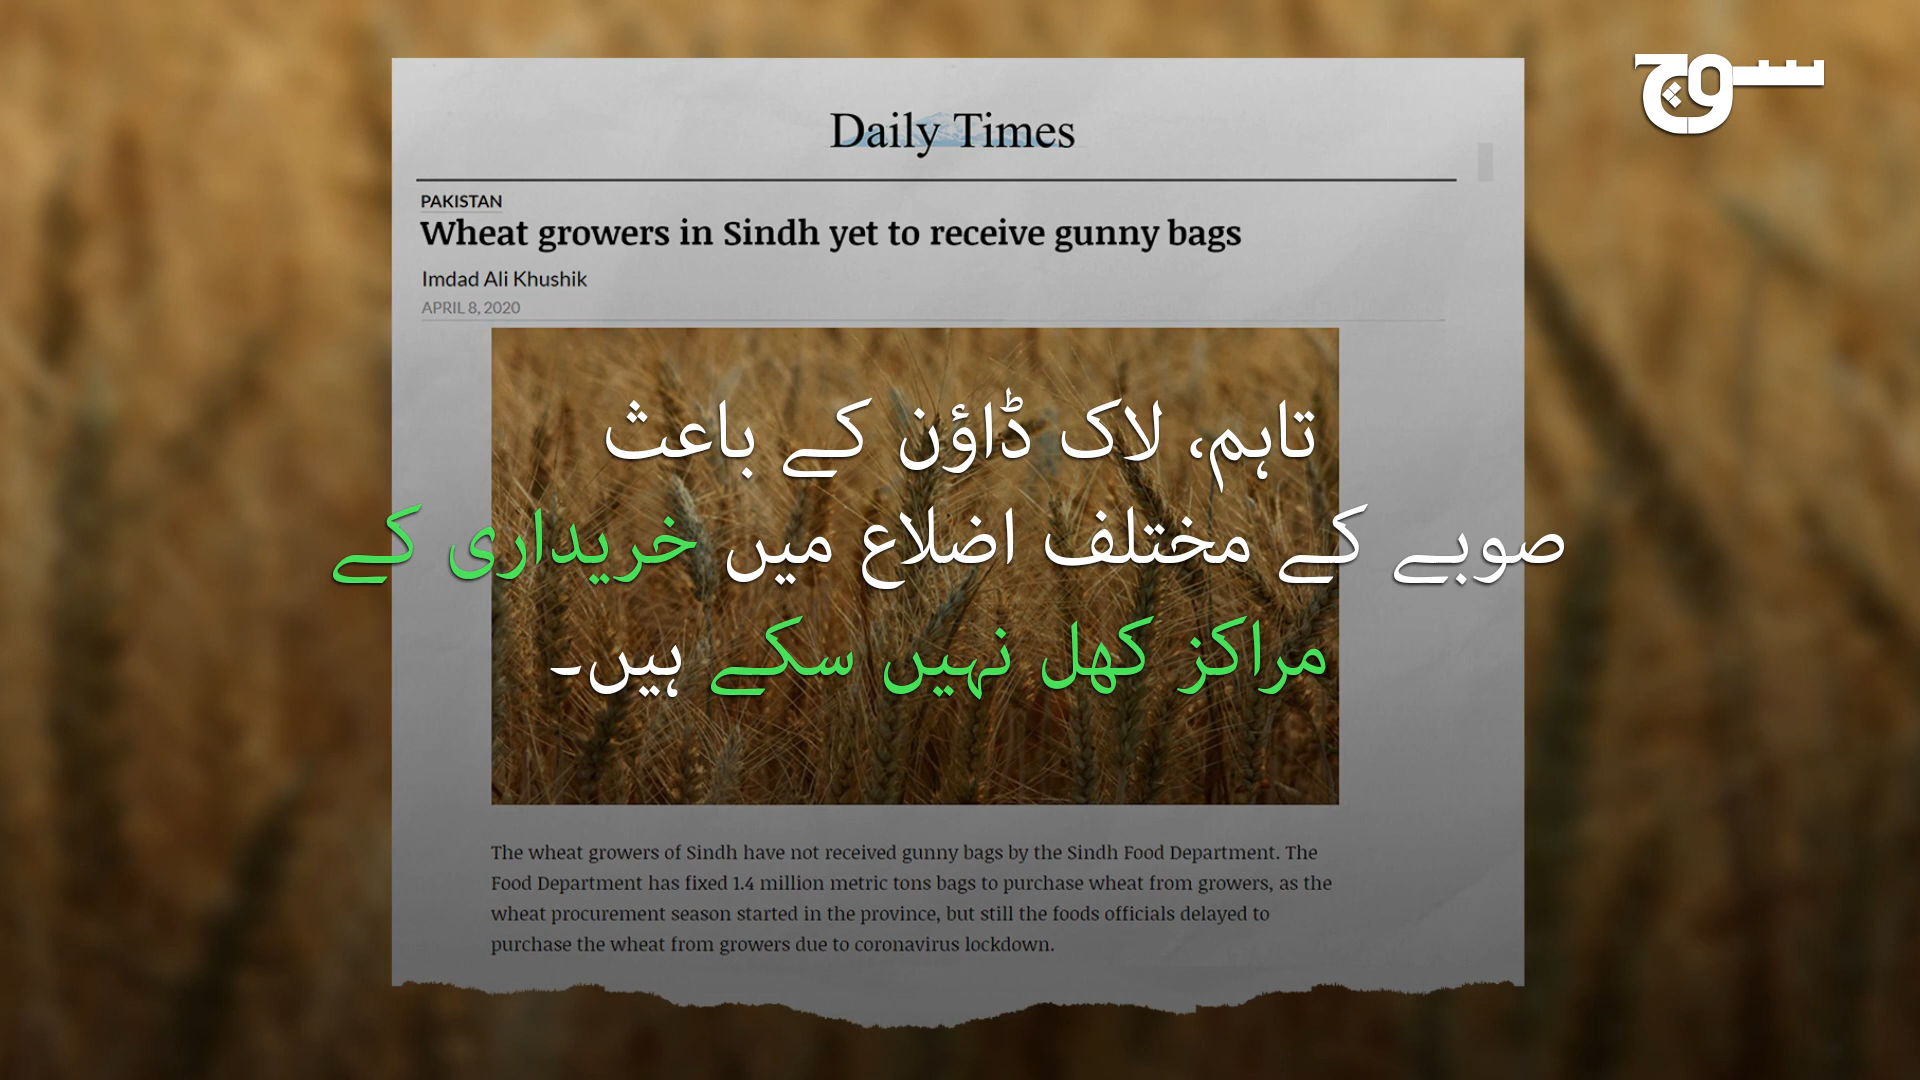 سوچ
Daily Times
PAKISTAN
Wheat growers in Sindh yet to receive gunny bags
Imdad Ali Khushik
APRIL 8, 2020
تاہم، لاک ڈاؤن کے باعث
صوبے کے مختلف اضلاع میں خریداری کے
مراکز کھل نہیں سکے ہیں۔
The wheat growers of Sindh have not received gunny bags by the Sindh Food Department. The
Food Department has fixed 1.4 million metric tons bags to purchase wheat from growers, as the
wheat procurement season started in the province, but still the foods officials delayed to
purchase the wheat from growers due to coronavirus lockdown.